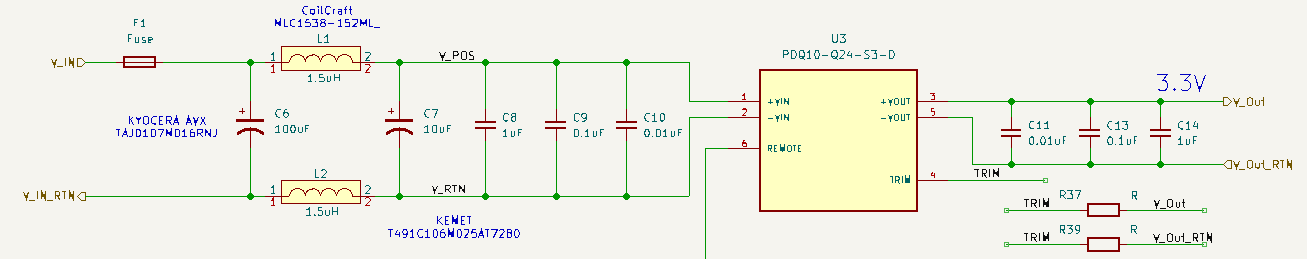 F1
Fuse
CoilCraft
MLC1538-152ML_
L1
1 2
1 2
1.5uH
V_IN
V_POS
U3
PDQ10-Q24-S3-D
1 +VIN
2 -VIN
6 REMOTE
+VOUT 3
-VOUT 5
TRIM 4
3.3V
V_Out
KYOCERA AVX
TAJD107M016RNJ
+
C6
100uF
+
C7
10uF
C8
1uF
C9
0.1uF
C10
0.01uF
C11
0.01uF
C13
0.1uF
C14
1uF
V_Out_RTN
TRIM
V_IN_RTN
L2
1 2
1 2
1.5uH
V_RTN
KEMET
T491C106M025AT7280
TRIM R37 R V_Out
TRIM R39 R V_Out_RTN